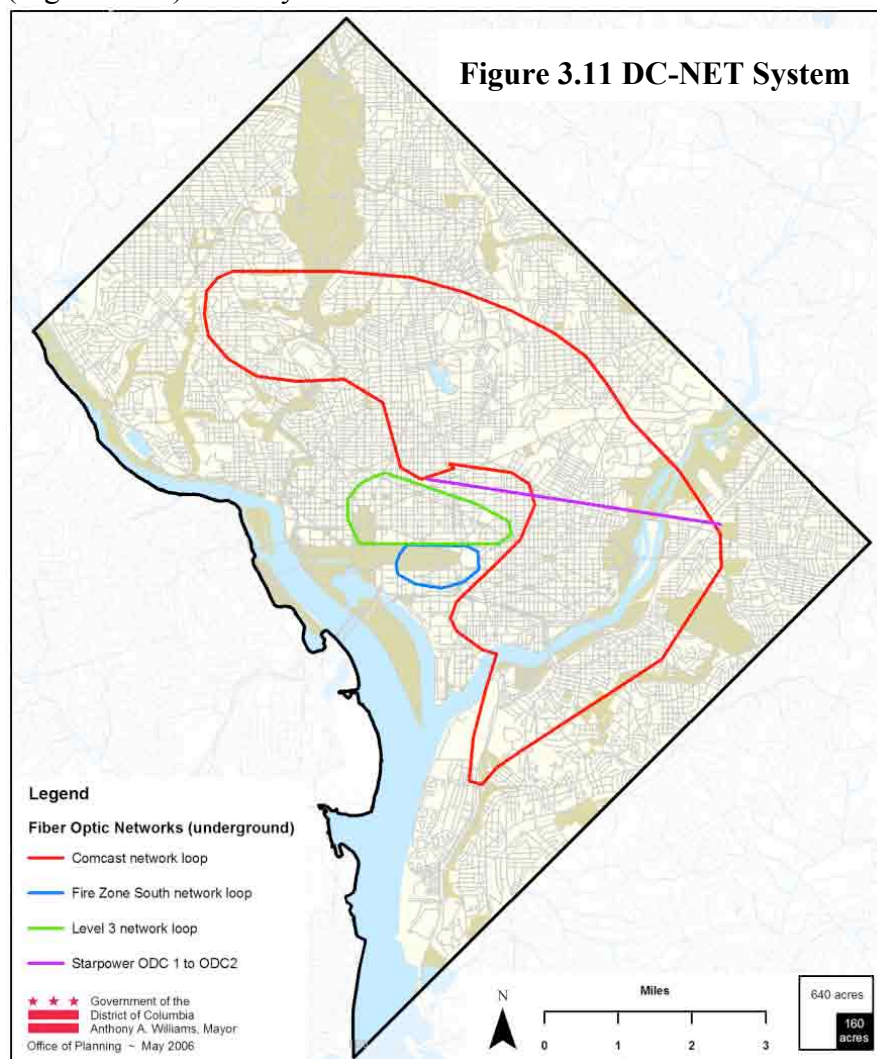 Figure 3.11 DC-NET System
Legend
Fiber Optic Networks (underground)
Comcast network loop
Fire Zone South network loop
Level 3 network loop
Starpower ODC 1 to ODC2
Government of the
District of Columbia
Anthony A. Williams, Mayor
Office of Planning ~ May 2006
N
Miles
0 1 2 3
640 acres
160
acres